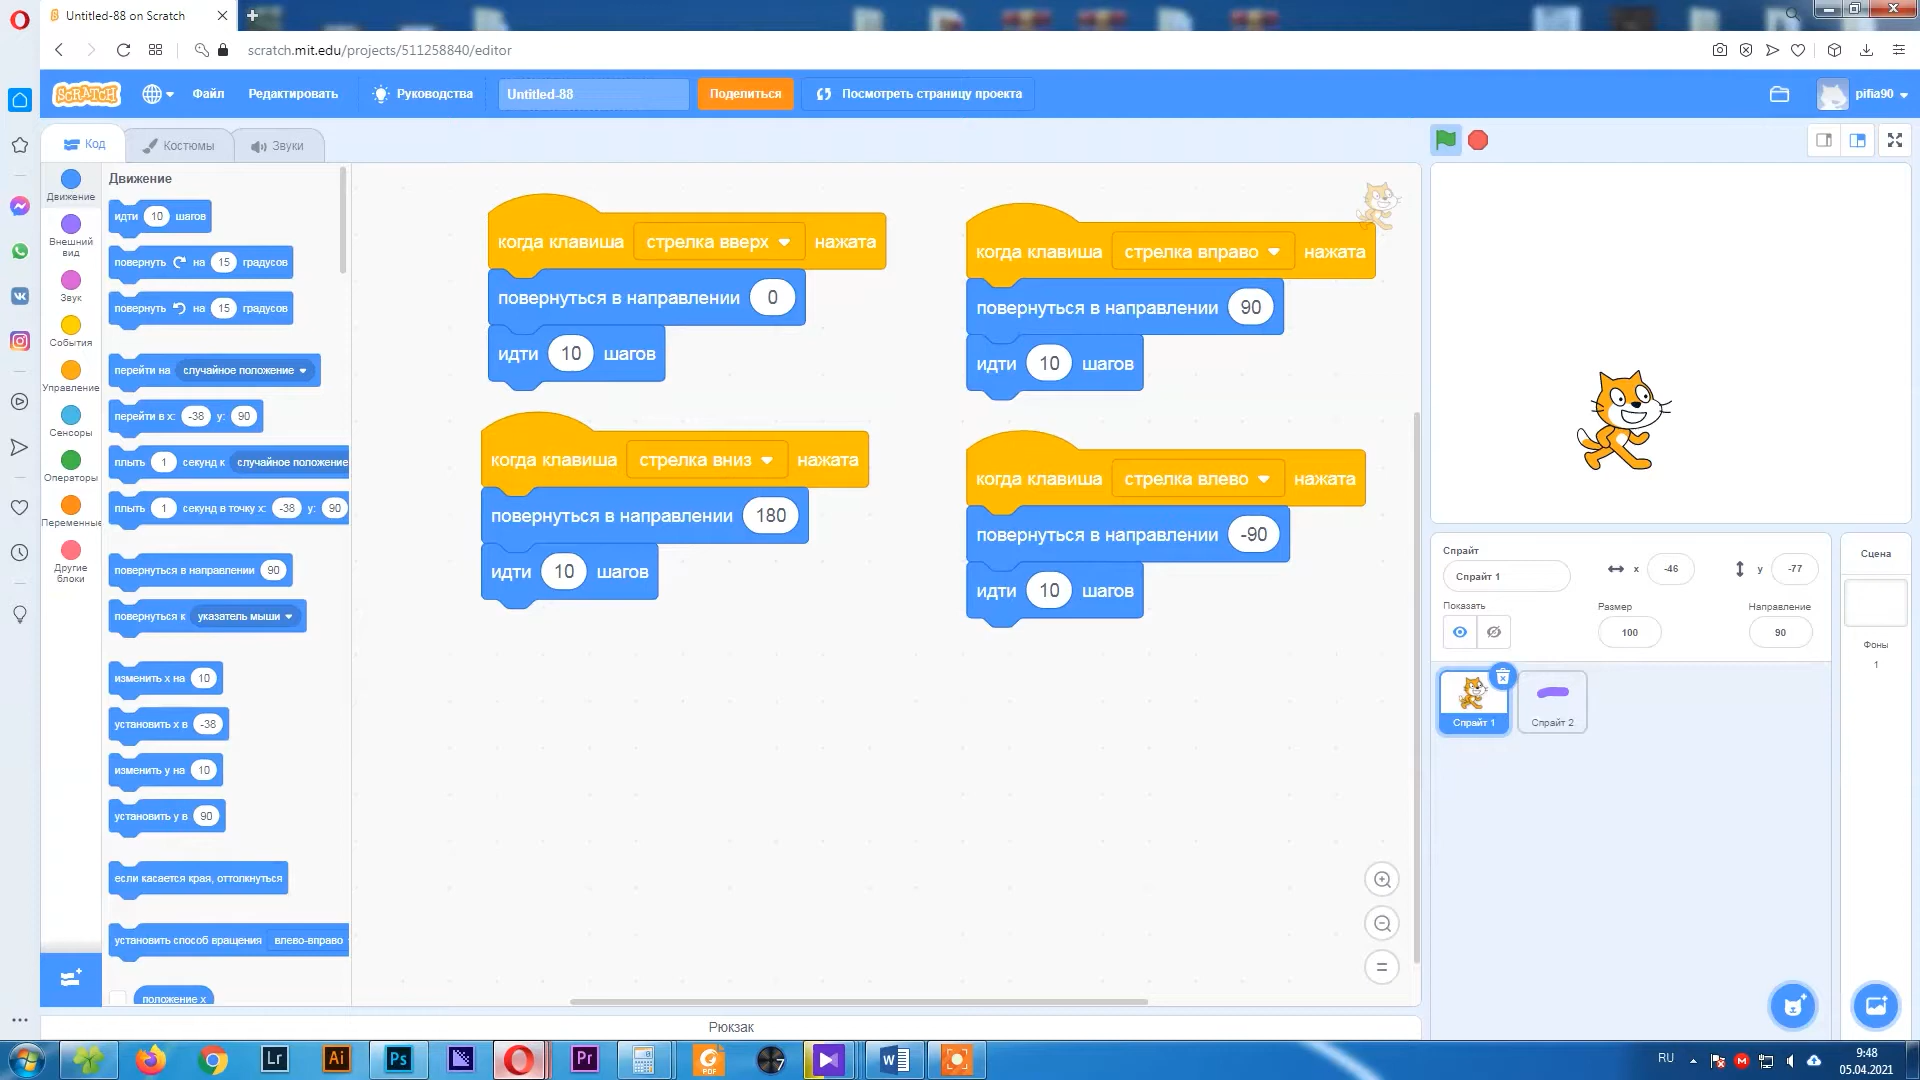 Untitled-88 on Scratch
scratch.mit.edu/projects/511258840/editor
SCRATCH
Файл
Редактировать
Руководства
Untitled-88
Поделиться
Посмотреть страницу проекта
pifia90
Код
Костюмы
Звуки
Движение
Внешний вид
Звук
События
Управление
Сенсоры
Операторы
Переменные
Другие блоки
Движение
идти 10 шагов
повернуть на 15 градусов
повернуть на 15 градусов
перейти на случайное положение
перейти в x: -38 y: 90
плыть 1 секунд к случайное положение
плыть 1 секунд в точку x: -38 y: 90
повернуться в направлении 90
повернуться к указатель мыши
изменить x на 10
установить x в -38
изменить y на 10
установить y в 90
если касается края, оттолкнуться
установить способ вращения влево-вправо
положение x
когда клавиша стрелка вверх нажата
повернуться в направлении 0
идти 10 шагов
когда клавиша стрелка вниз нажата
повернуться в направлении 180
идти 10 шагов
когда клавиша стрелка вправо нажата
повернуться в направлении 90
идти 10 шагов
когда клавиша стрелка влево нажата
повернуться в направлении -90
идти 10 шагов
Рюкзак
Спрайт
Спрайт 1
x -46
y -77
Показать
Размер
100
Направление
90
Спрайт 1
Спрайт 2
Сцена
Фоны
1
Lr
Ai
Ps
Pr
PDF
7
W
RU
9:48
05.04.2021